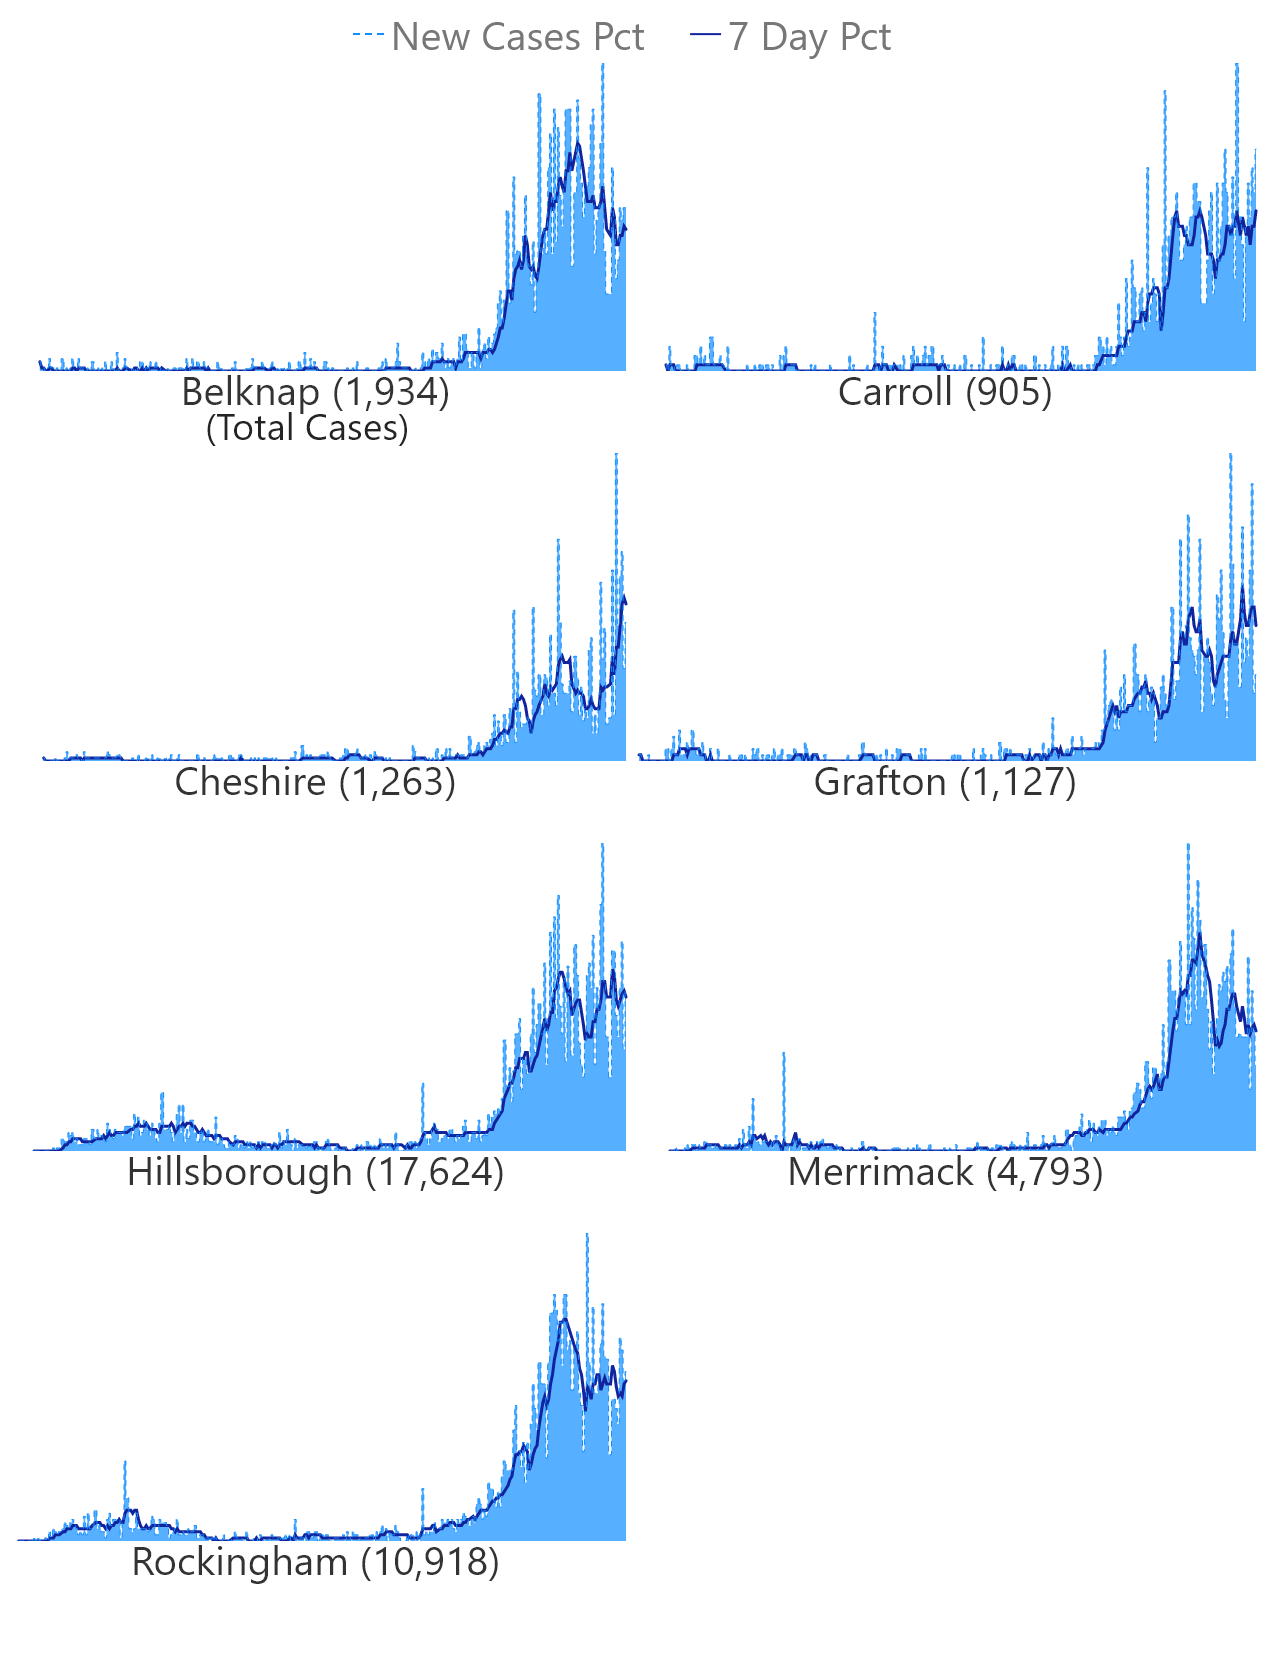 New Cases Pct 7 Day Pct
Belknap (1,934) Carroll (905)
(Total Cases)
Cheshire (1,263) Grafton (1,127)
Hillsborough (17,624) Merrimack (4,793)
Rockingham (10,918)